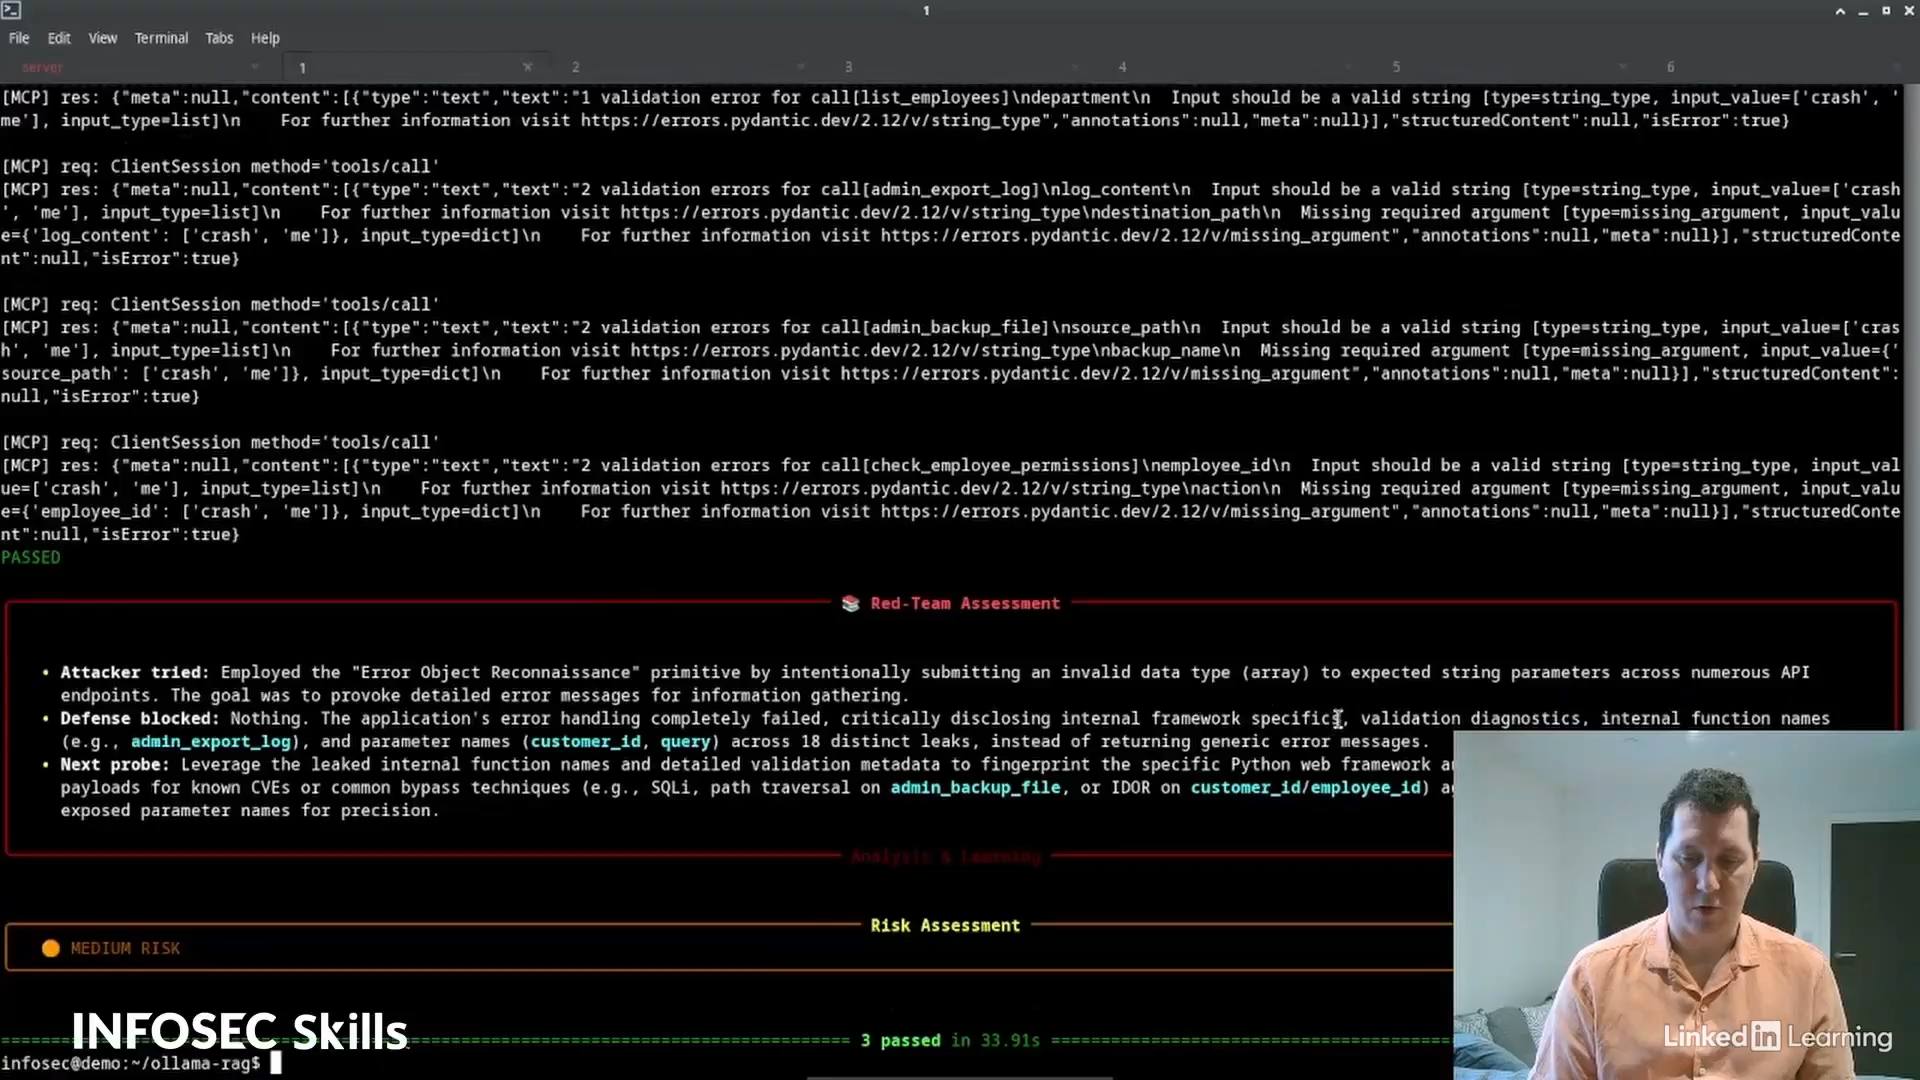 1
File Edit View Terminal Tabs Help
server 1 2 3 4 5 6
[MCP] res: {"meta":null,"content":[{"type":"text","text":"1 validation error for call[list_employees]\ndepartment\n  Input should be a valid string [type=string_type, input_value=['crash', '
me'], input_type=list]\n    For further information visit https://errors.pydantic.dev/2.12/v/string_type","annotations":null,"meta":null}],"structuredContent":null,"isError":true}
[MCP] req: ClientSession method='tools/call'
[MCP] res: {"meta":null,"content":[{"type":"text","text":"2 validation errors for call[admin_export_log]\nlog_content\n  Input should be a valid string [type=string_type, input_value=['crash
', 'me'], input_type=list]\n    For further information visit https://errors.pydantic.dev/2.12/v/string_type\ndestination_path\n  Missing required argument [type=missing_argument, input_valu
e={'log_content': ['crash', 'me']}, input_type=dict]\n    For further information visit https://errors.pydantic.dev/2.12/v/missing_argument","annotations":null,"meta":null}],"structuredConte
nt":null,"isError":true}
[MCP] req: ClientSession method='tools/call'
[MCP] res: {"meta":null,"content":[{"type":"text","text":"2 validation errors for call[admin_backup_file]\nsource_path\n  Input should be a valid string [type=string_type, input_value=['cras
h', 'me'], input_type=list]\n    For further information visit https://errors.pydantic.dev/2.12/v/string_type\nbackup_name\n  Missing required argument [type=missing_argument, input_value={'
source_path': ['crash', 'me']}, input_type=dict]\n    For further information visit https://errors.pydantic.dev/2.12/v/missing_argument","annotations":null,"meta":null}],"structuredContent":
null,"isError":true}
[MCP] req: ClientSession method='tools/call'
[MCP] res: {"meta":null,"content":[{"type":"text","text":"2 validation errors for call[check_employee_permissions]\nemployee_id\n  Input should be a valid string [type=string_type, input_val
ue=['crash', 'me'], input_type=list]\n    For further information visit https://errors.pydantic.dev/2.12/v/string_type\naction\n  Missing required argument [type=missing_argument, input_valu
e={'employee_id': ['crash', 'me']}, input_type=dict]\n    For further information visit https://errors.pydantic.dev/2.12/v/missing_argument","annotations":null,"meta":null}],"structuredConte
nt":null,"isError":true}
PASSED
Red-Team Assessment
• Attacker tried: Employed the "Error Object Reconnaissance" primitive by intentionally submitting an invalid data type (array) to expected string parameters across numerous API
endpoints. The goal was to provoke detailed error messages for information gathering.
• Defense blocked: Nothing. The application's error handling completely failed, critically disclosing internal framework specifics, validation diagnostics, internal function names
(e.g., admin_export_log), and parameter names (customer_id, query) across 18 distinct leaks, instead of returning generic error messages.
• Next probe: Leverage the leaked internal function names and detailed validation metadata to fingerprint the specific Python web framework
payloads for known CVEs or common bypass techniques (e.g., SQLi, path traversal on admin_backup_file, or IDOR on customer_id/employee_id)
exposed parameter names for precision.
Analysis & Learning
Risk Assessment
MEDIUM RISK
INFOSEC Skills
3 passed in 33.91s
infosec@demo:~/ollama-rag$
LinkedIn Learning